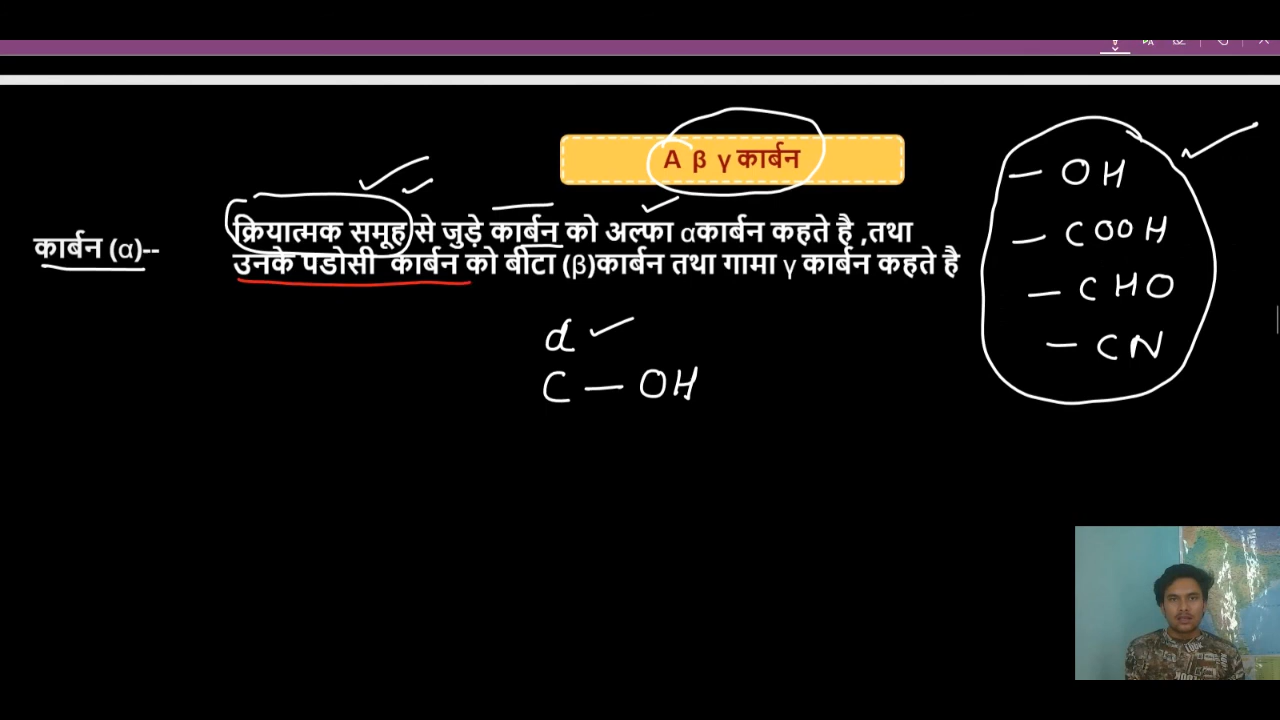 A β γ कार्बन
कार्बन (α)--
क्रियात्मक समूह से जुड़े कार्बन को अल्फा αकार्बन कहते है ,तथा
उनके पडोसी कार्बन को बीटा (β)कार्बन तथा गामा γ कार्बन कहते है
α
C — OH
— OH
— COOH
— CHO
— CN